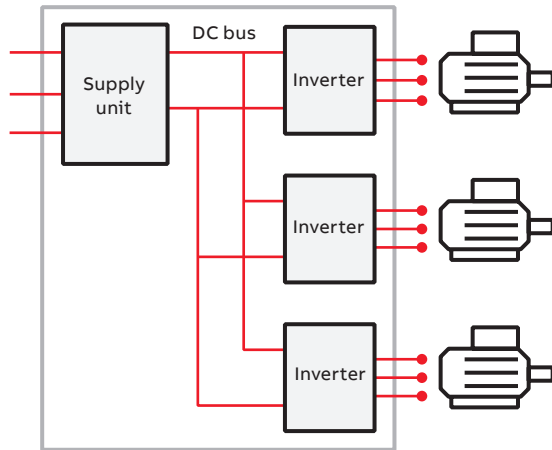 DC bus
Supply
unit
Inverter
Inverter
Inverter